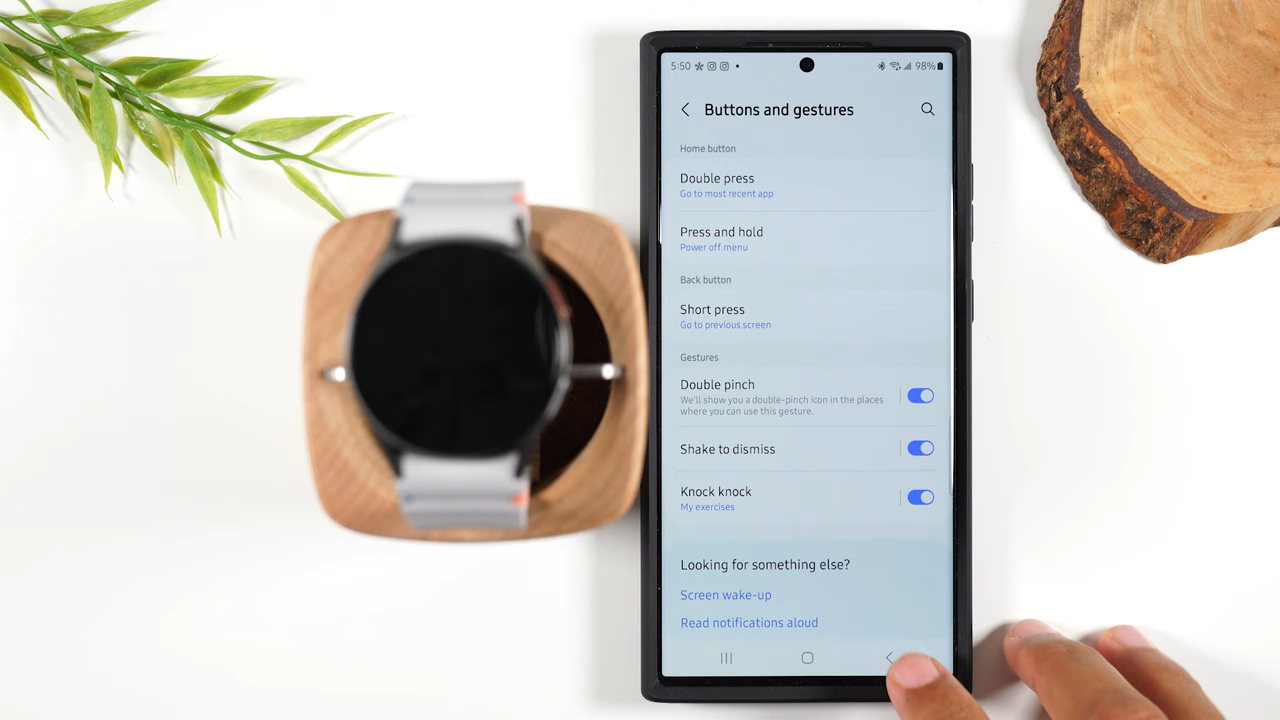 5:50
98%
Buttons and gestures
Home button
Double press
Go to most recent app
Press and hold
Power off menu
Back button
Short press
Go to previous screen
Gestures
Double pinch
We'll show you a double-pinch icon in the places
where you can use this gesture.
Shake to dismiss
Knock knock
My exercises
Looking for something else?
Screen wake-up
Read notifications aloud